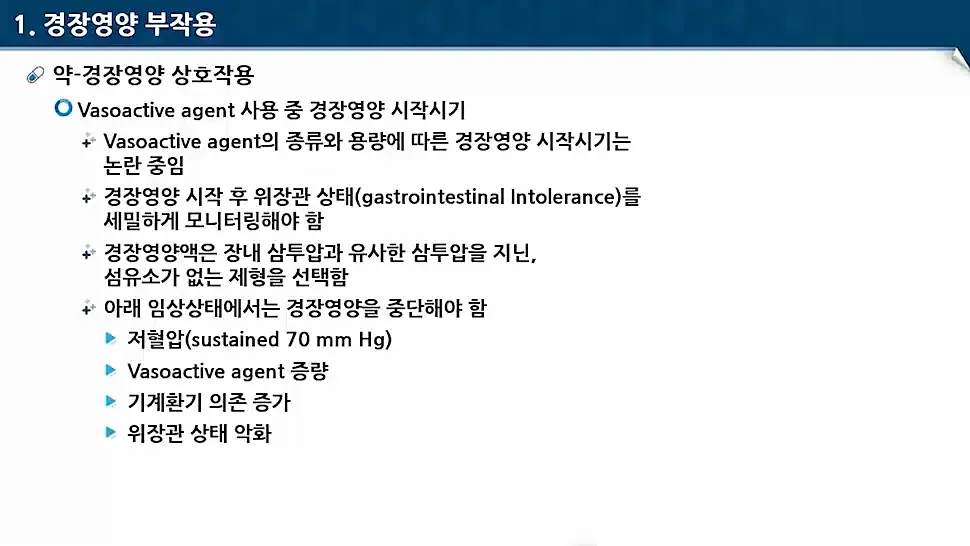 1. 경장영양 부작용
약-경장영양 상호작용
Vasoactive agent 사용 중 경장영양 시작시기
Vasoactive agent의 종류와 용량에 따른 경장영양 시작시기는
논란 중임
경장영양 시작 후 위장관 상태(gastrointestinal Intolerance)를
세밀하게 모니터링해야 함
경장영양액은 장내 삼투압과 유사한 삼투압을 지닌,
섬유소가 없는 제형을 선택함
아래 임상상태에서는 경장영양을 중단해야 함
저혈압(sustained 70 mm Hg)
Vasoactive agent 증량
기계환기 의존 증가
위장관 상태 악화